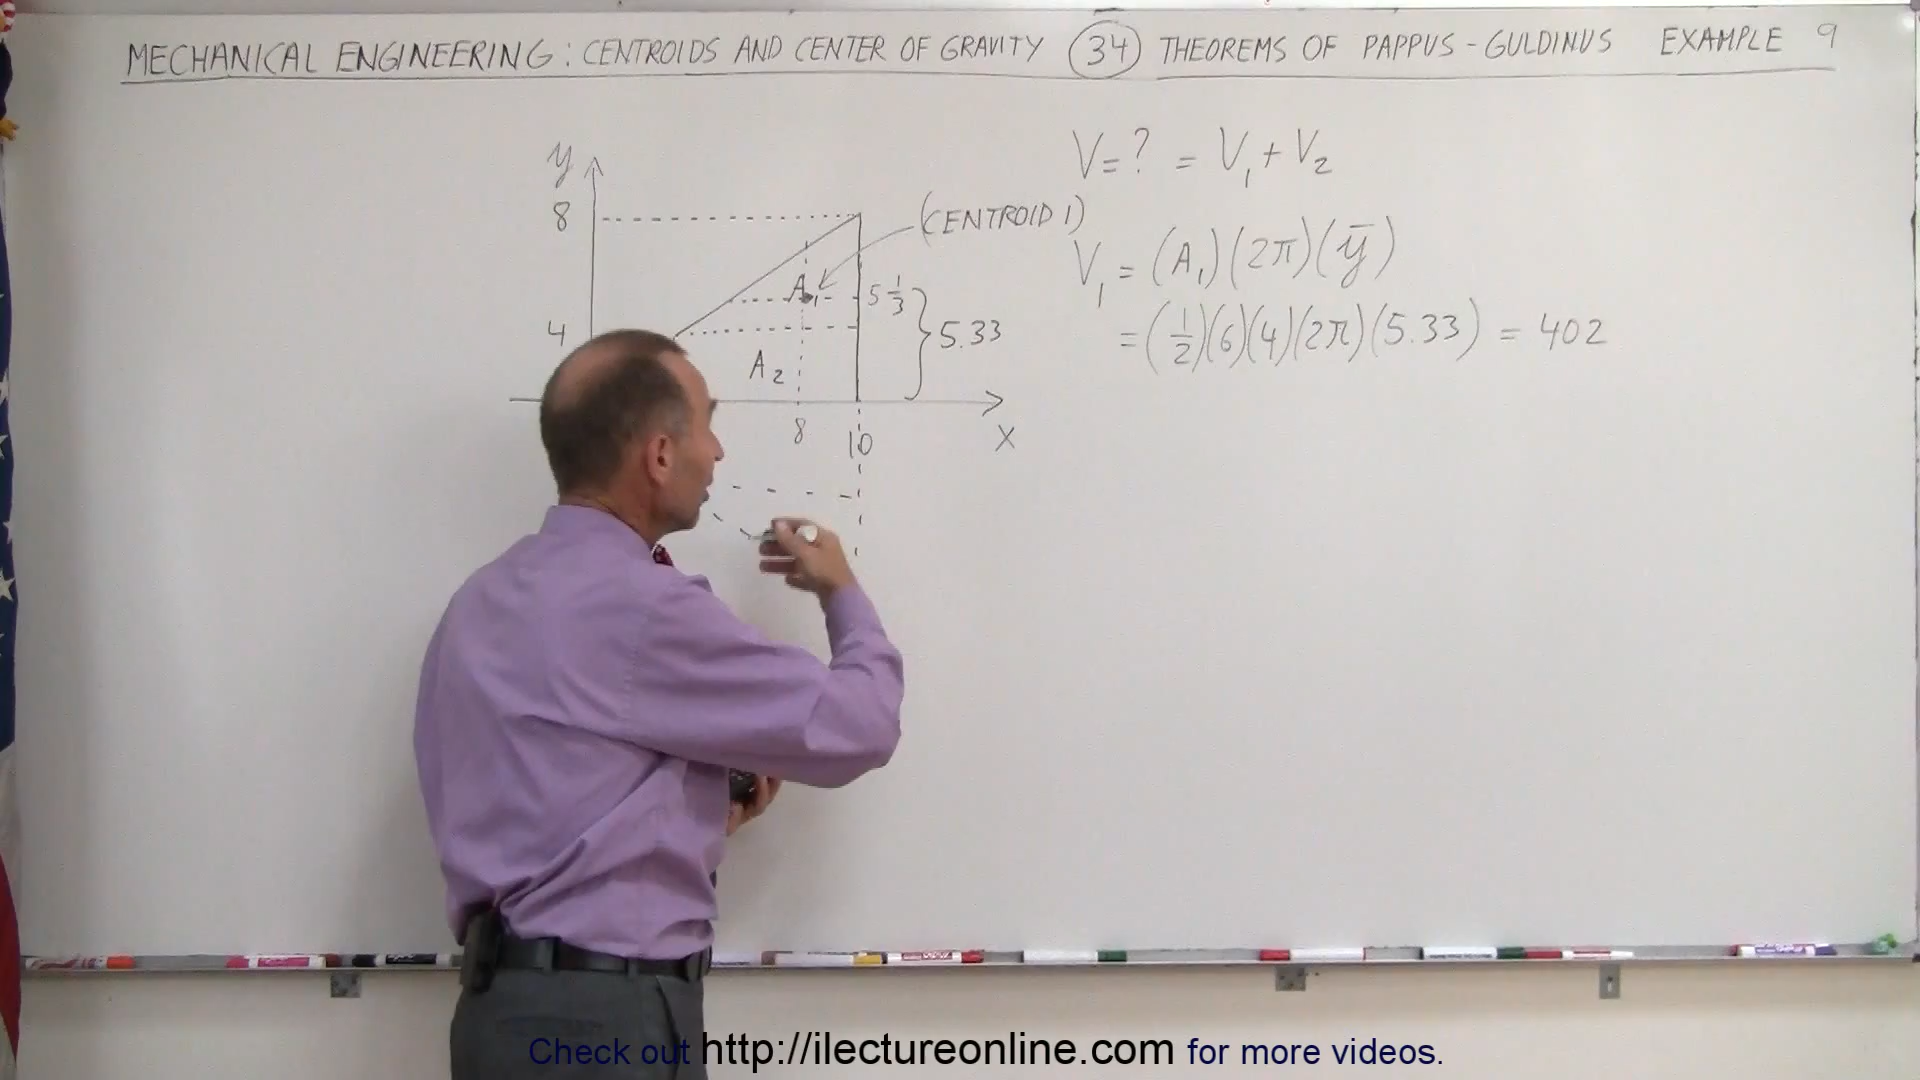 MECHANICAL ENGINEERING: CENTROIDS AND CENTER OF GRAVITY (34) THEOREMS OF PAPPUS-GULDINUS EXAMPLE 9
V=? = V₁+V₂
y
8
(CENTROID 1)
V₁ = (A₁)(2π)(ȳ)
A₁
5 1/3
4
5.33
= (1/2)(6)(4)(2π)(5.33) = 402
A₂
8
10
X
Check out http://ilectureonline.com for more videos.